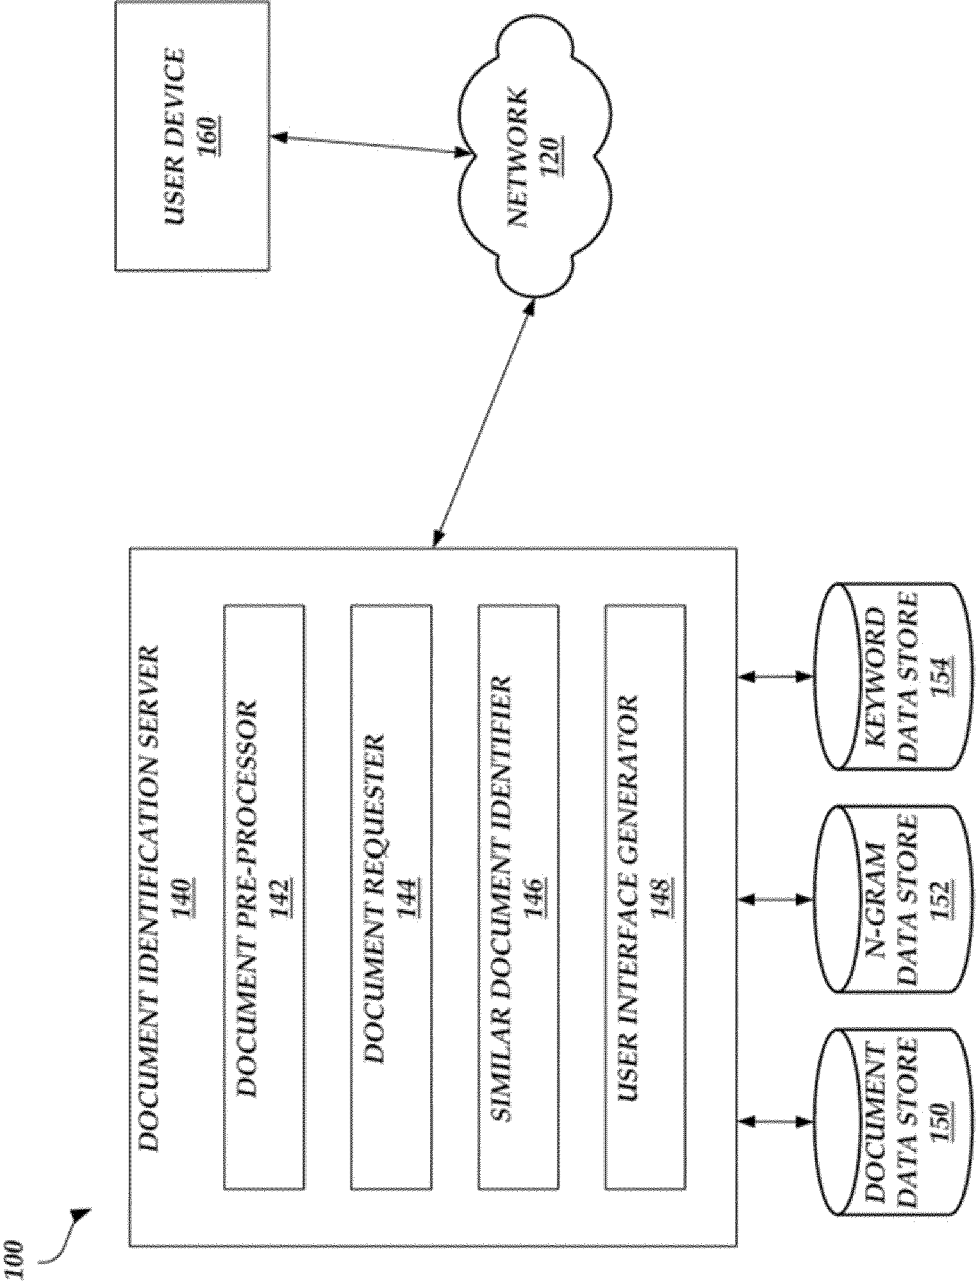 100
DOCUMENT IDENTIFICATION SERVER
140
DOCUMENT PRE-PROCESSOR
142
DOCUMENT REQUESTER
144
SIMILAR DOCUMENT IDENTIFIER
146
USER INTERFACE GENERATOR
148
DOCUMENT
DATA STORE
150
N-GRAM
DATA STORE
152
KEYWORD
DATA STORE
154
USER DEVICE
160
NETWORK
120